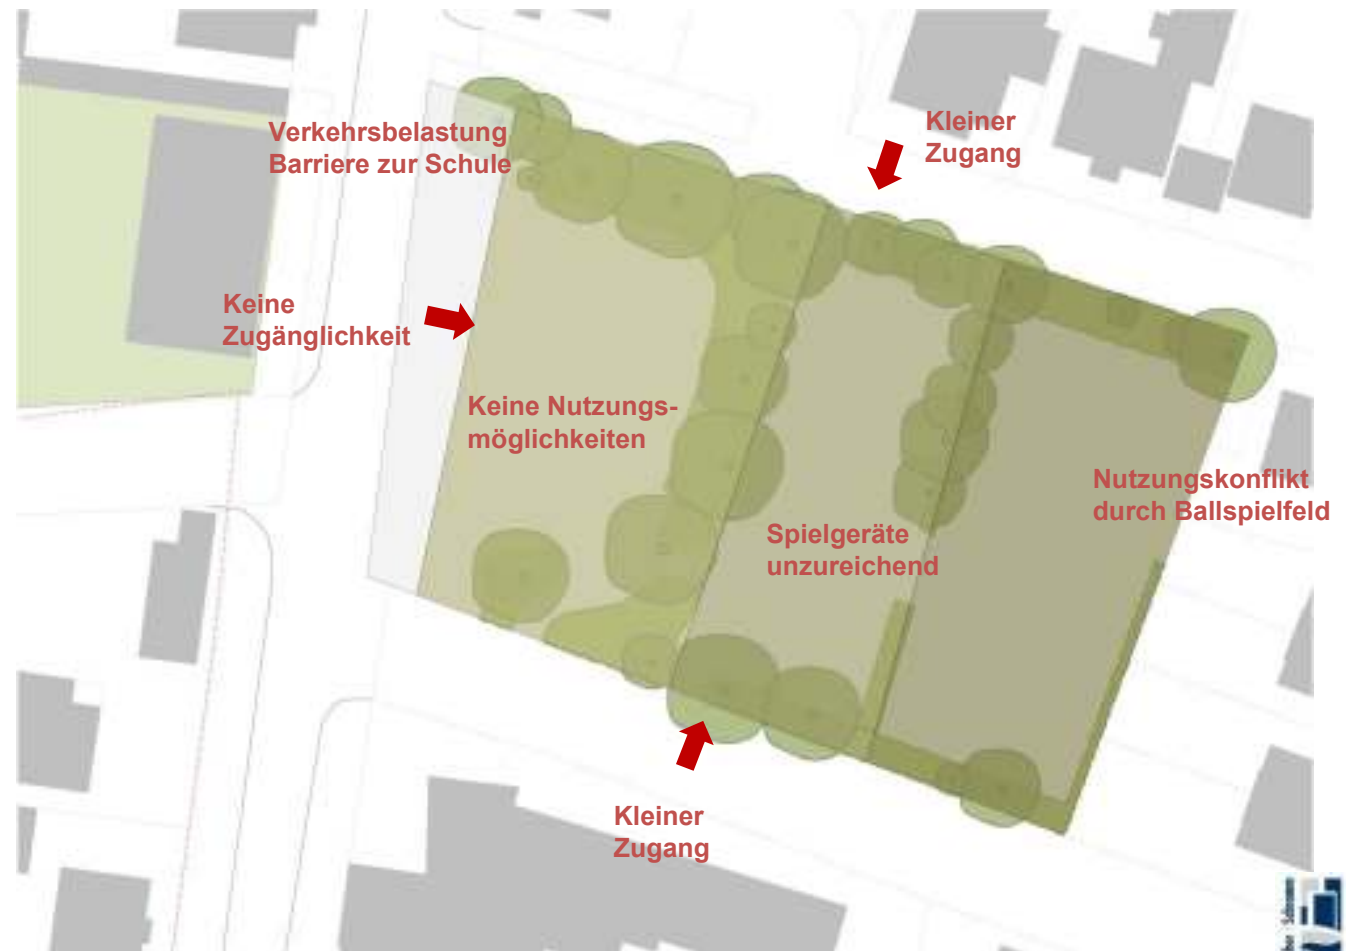 Verkehrsbelastung
Barriere zur Schule
Kleiner
Zugang
Keine
Zugänglichkeit
Keine Nutzungs-
möglichkeiten
Nutzungskonflikt
durch Ballspielfeld
Spielgeräte
unzureichend
Kleiner
Zugang